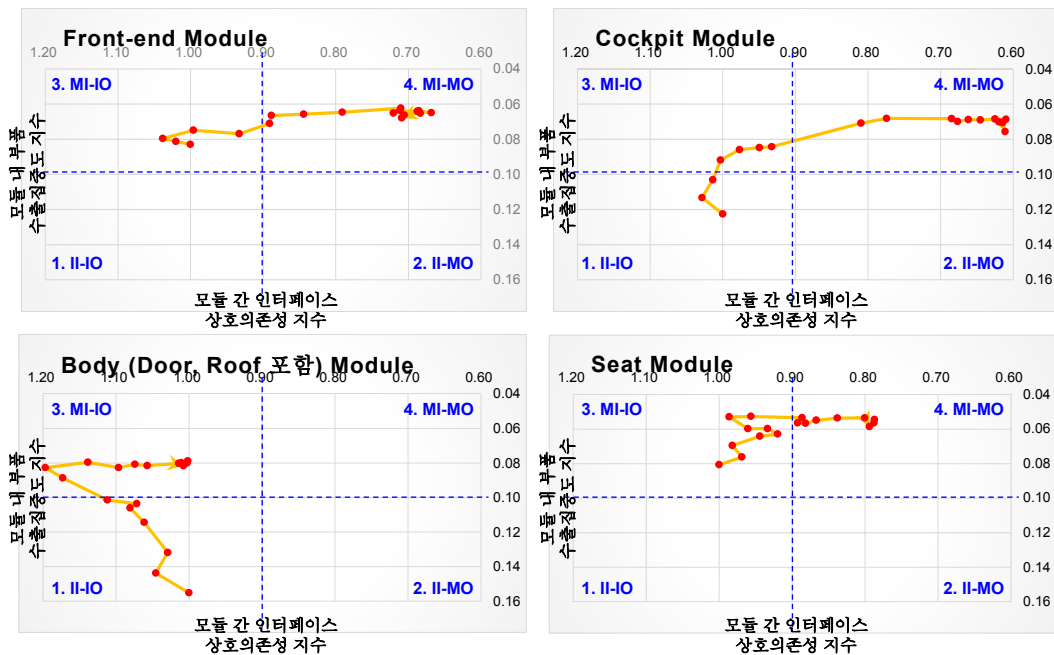 Front-end Module
1.20 1.10 1.00 0.90 0.80 0.70 0.60
0.04
3. MI-IO 4. MI-MO
0.06
0.08
0.10
0.12
0.14
1. II-IO 2. II-MO
0.16
모듈 내 부품
수출집중도 지수
모듈 간 인터페이스
상호의존성 지수
Cockpit Module
1.20 1.10 1.00 0.90 0.80 0.70 0.60
0.04
3. MI-IO 4. MI-MO
0.06
0.08
0.10
0.12
0.14
1. II-IO 2. II-MO
0.16
모듈 내 부품
수출집중도 지수
모듈 간 인터페이스
상호의존성 지수
Body (Door, Roof 포함) Module
1.20 1.10 1.00 0.90 0.80 0.70 0.60
0.04
3. MI-IO 4. MI-MO
0.06
0.08
0.10
0.12
0.14
1. II-IO 2. II-MO
0.16
모듈 내 부품
수출집중도 지수
모듈 간 인터페이스
상호의존성 지수
Seat Module
1.20 1.10 1.00 0.90 0.80 0.70 0.60
0.04
3. MI-IO 4. MI-MO
0.06
0.08
0.10
0.12
0.14
1. II-IO 2. II-MO
0.16
모듈 내 부품
수출집중도 지수
모듈 간 인터페이스
상호의존성 지수